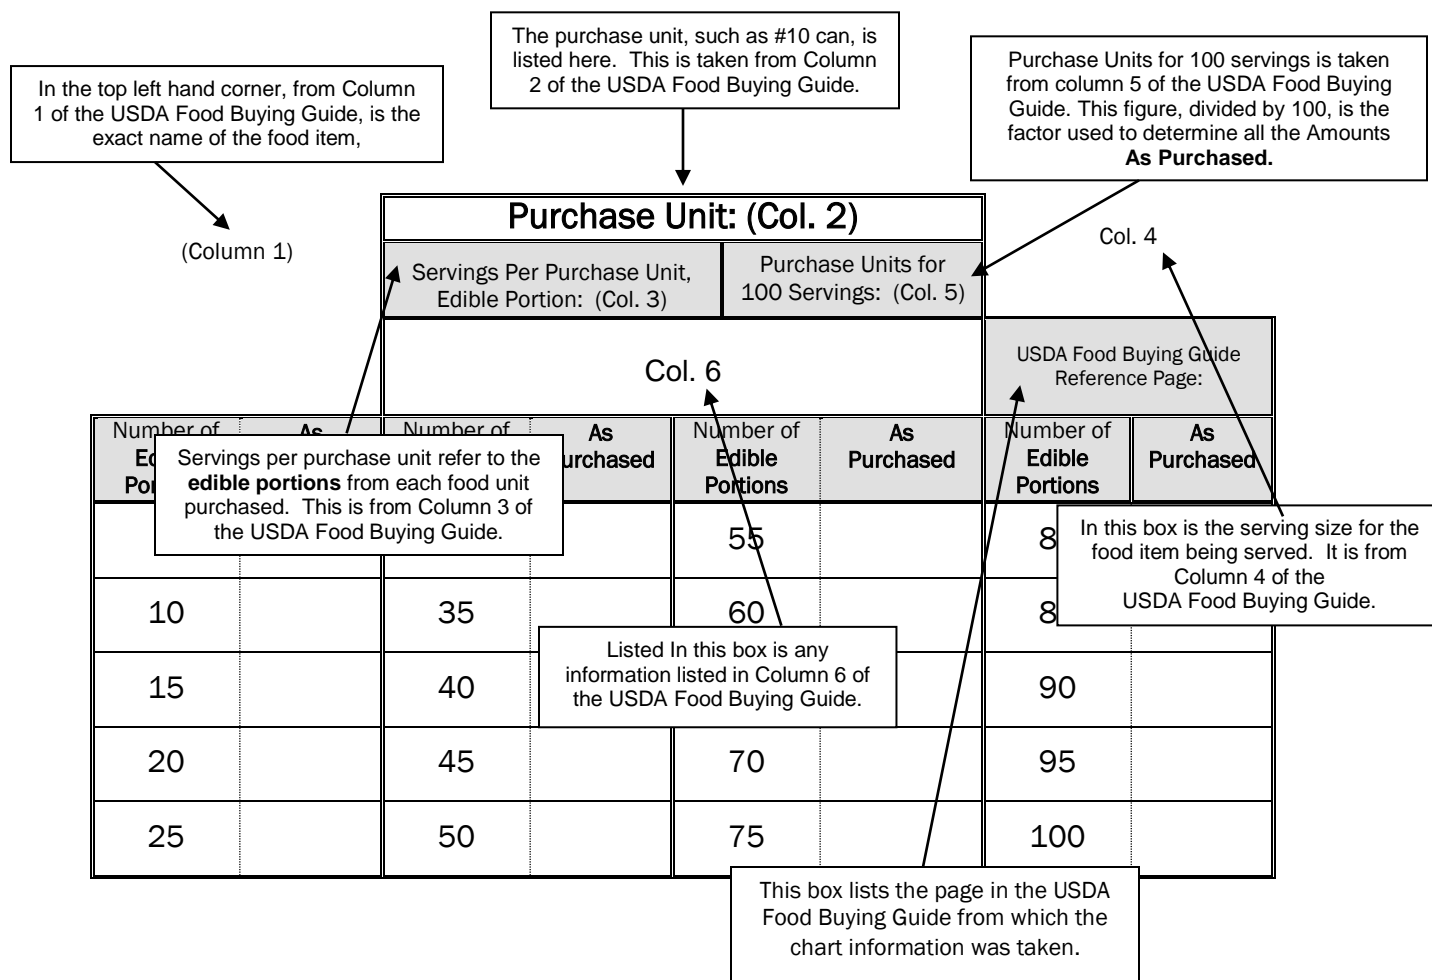 The purchase unit, such as #10 can, is
listed here.  This is taken from Column
2 of the USDA Food Buying Guide.
Purchase Units for 100 servings is taken
from column 5 of the USDA Food Buying
Guide. This figure, divided by 100, is the
factor used to determine all the Amounts
As Purchased.
In the top left hand corner, from Column
1 of the USDA Food Buying Guide, is the
exact name of the food item,
Purchase Unit: (Col. 2)
(Column 1)
Col. 4
Servings Per Purchase Unit,
Edible Portion:  (Col. 3)
Purchase Units for
100 Servings:  (Col. 5)
Col. 6
USDA Food Buying Guide
Reference Page:
Number of
As
Number of
As
Purchased
Number of
Edible
Portions
As
Purchased
Number of
Edible
Portions
As
Purchased
Servings per purchase unit refer to the
edible portions from each food unit
purchased.  This is from Column 3 of
the USDA Food Buying Guide.
55
8
In this box is the serving size for the
food item being served.  It is from
Column 4 of the
USDA Food Buying Guide.
10
35
60
8
Listed In this box is any
information listed in Column 6 of
the USDA Food Buying Guide.
15
40
90
20
45
70
95
25
50
75
100
This box lists the page in the USDA
Food Buying Guide from which the
chart information was taken.